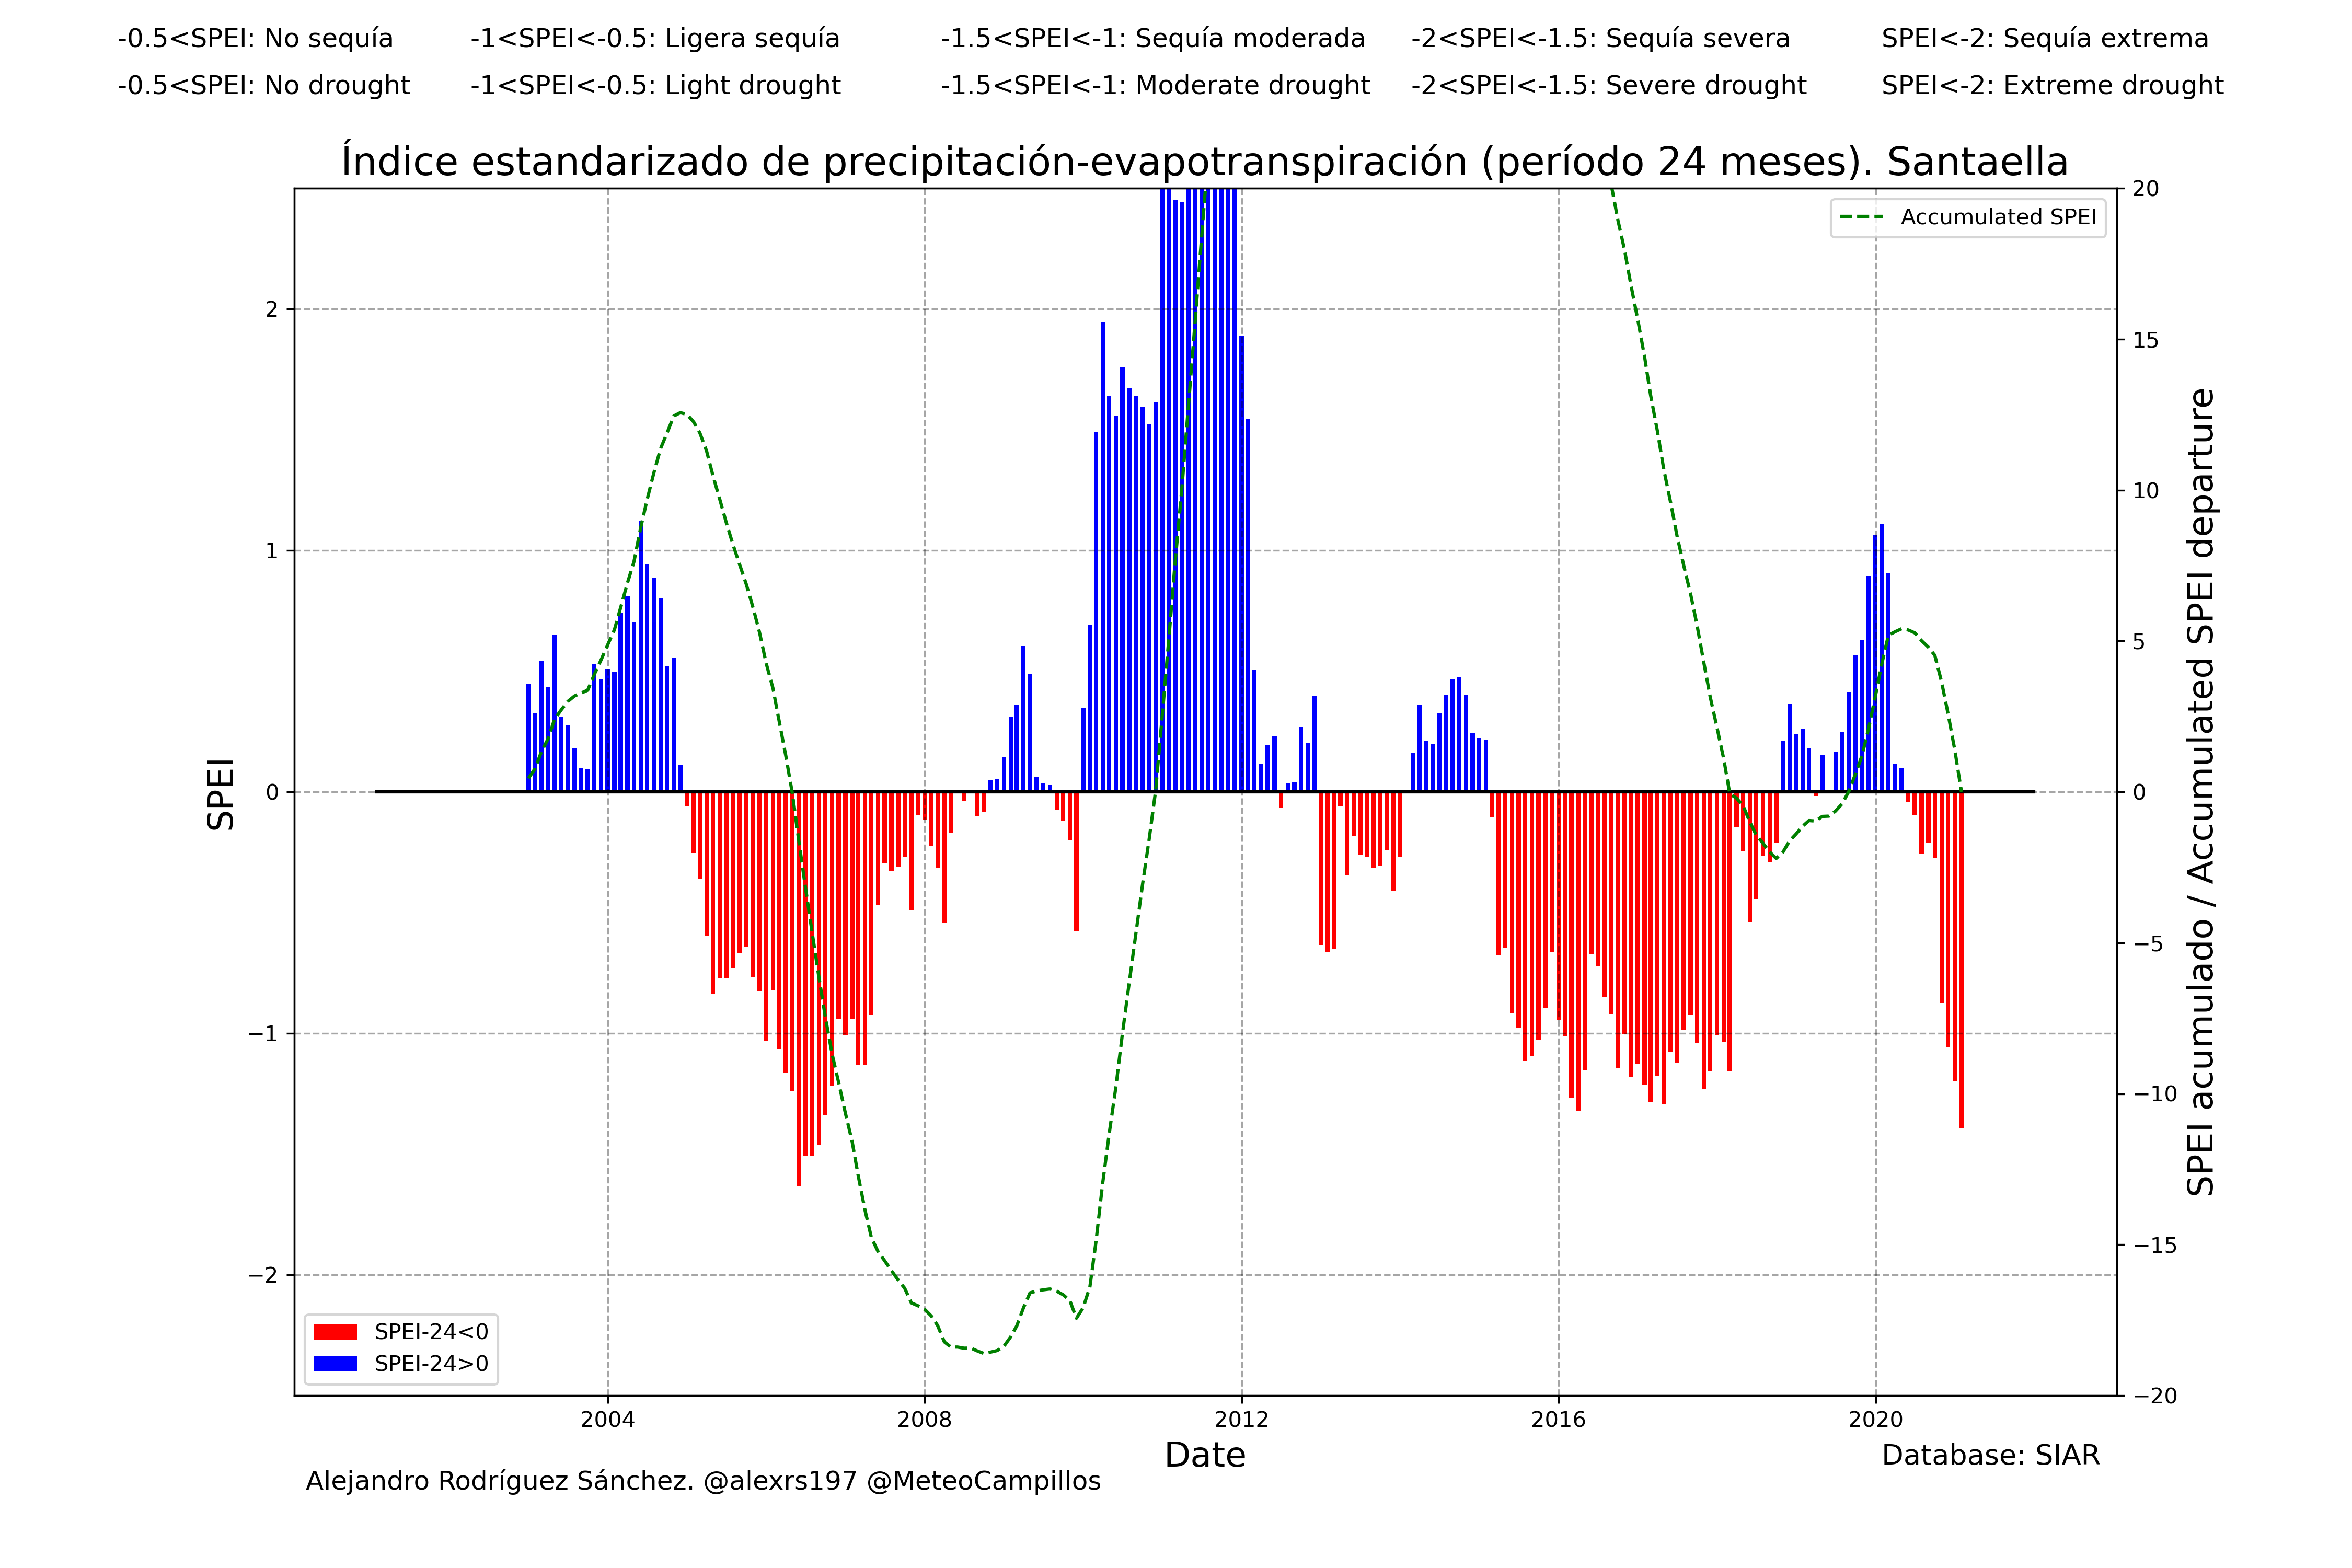 -0.5<SPEI: No sequía -1<SPEI<-0.5: Ligera sequía -1.5<SPEI<-1: Sequía moderada -2<SPEI<-1.5: Sequía severa SPEI<-2: Sequía extrema
-0.5<SPEI: No drought -1<SPEI<-0.5: Light drought -1.5<SPEI<-1: Moderate drought -2<SPEI<-1.5: Severe drought SPEI<-2: Extreme drought
Índice estandarizado de precipitación-evapotranspiración (período 24 meses). Santaella
Accumulated SPEI
SPEI
2
1
0
−1
−2
20
15
10
5
0
−5
−10
−15
−20
SPEI acumulado / Accumulated SPEI departure
SPEI-24<0
SPEI-24>0
2004 2008 2012 2016 2020
Date
Database: SIAR
Alejandro Rodríguez Sánchez. @alexrs197 @MeteoCampillos